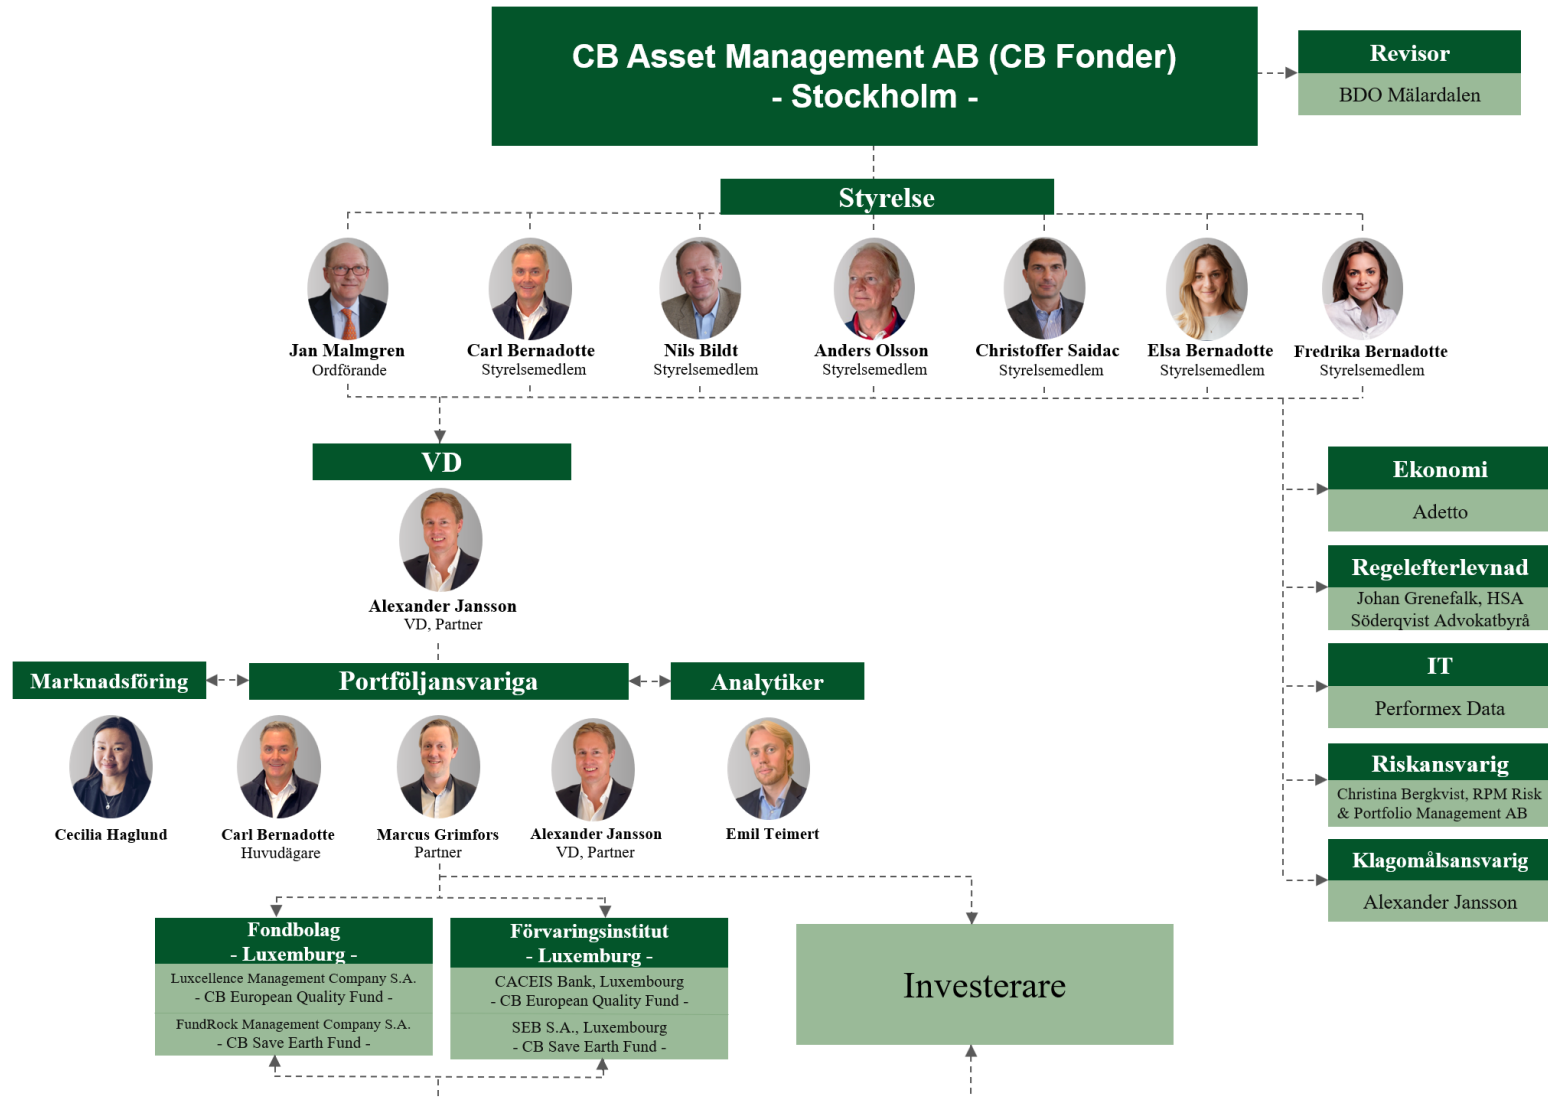 CB Asset Management AB (CB Fonder)
- Stockholm -
Revisor
BDO Mälardalen
Styrelse
Jan Malmgren
Ordförande
Carl Bernadotte
Styrelsemedlem
Nils Bildt
Styrelsemedlem
Anders Olsson
Styrelsemedlem
Christoffer Saidac
Styrelsemedlem
Elsa Bernadotte
Styrelsemedlem
Fredrika Bernadotte
Styrelsemedlem
VD
Alexander Jansson
VD, Partner
Ekonomi
Adetto
Regelefterlevnad
Johan Grenefalk, HSA
Söderqvist Advokatbyrå
IT
Performex Data
Riskansvarig
Christina Bergkvist, RPM Risk
& Portfolio Management AB
Klagomålsansvarig
Alexander Jansson
Marknadsföring
Cecilia Haglund
Portföljansvariga
Carl Bernadotte
Huvudägare
Marcus Grimfors
Partner
Alexander Jansson
VD, Partner
Analytiker
Emil Teimert
Fondbolag
- Luxemburg -
Luxcellence Management Company S.A.
- CB European Quality Fund -
FundRock Management Company S.A.
- CB Save Earth Fund -
Förvaringsinstitut
- Luxemburg -
CACEIS Bank, Luxembourg
- CB European Quality Fund -
SEB S.A., Luxembourg
- CB Save Earth Fund -
Investerare